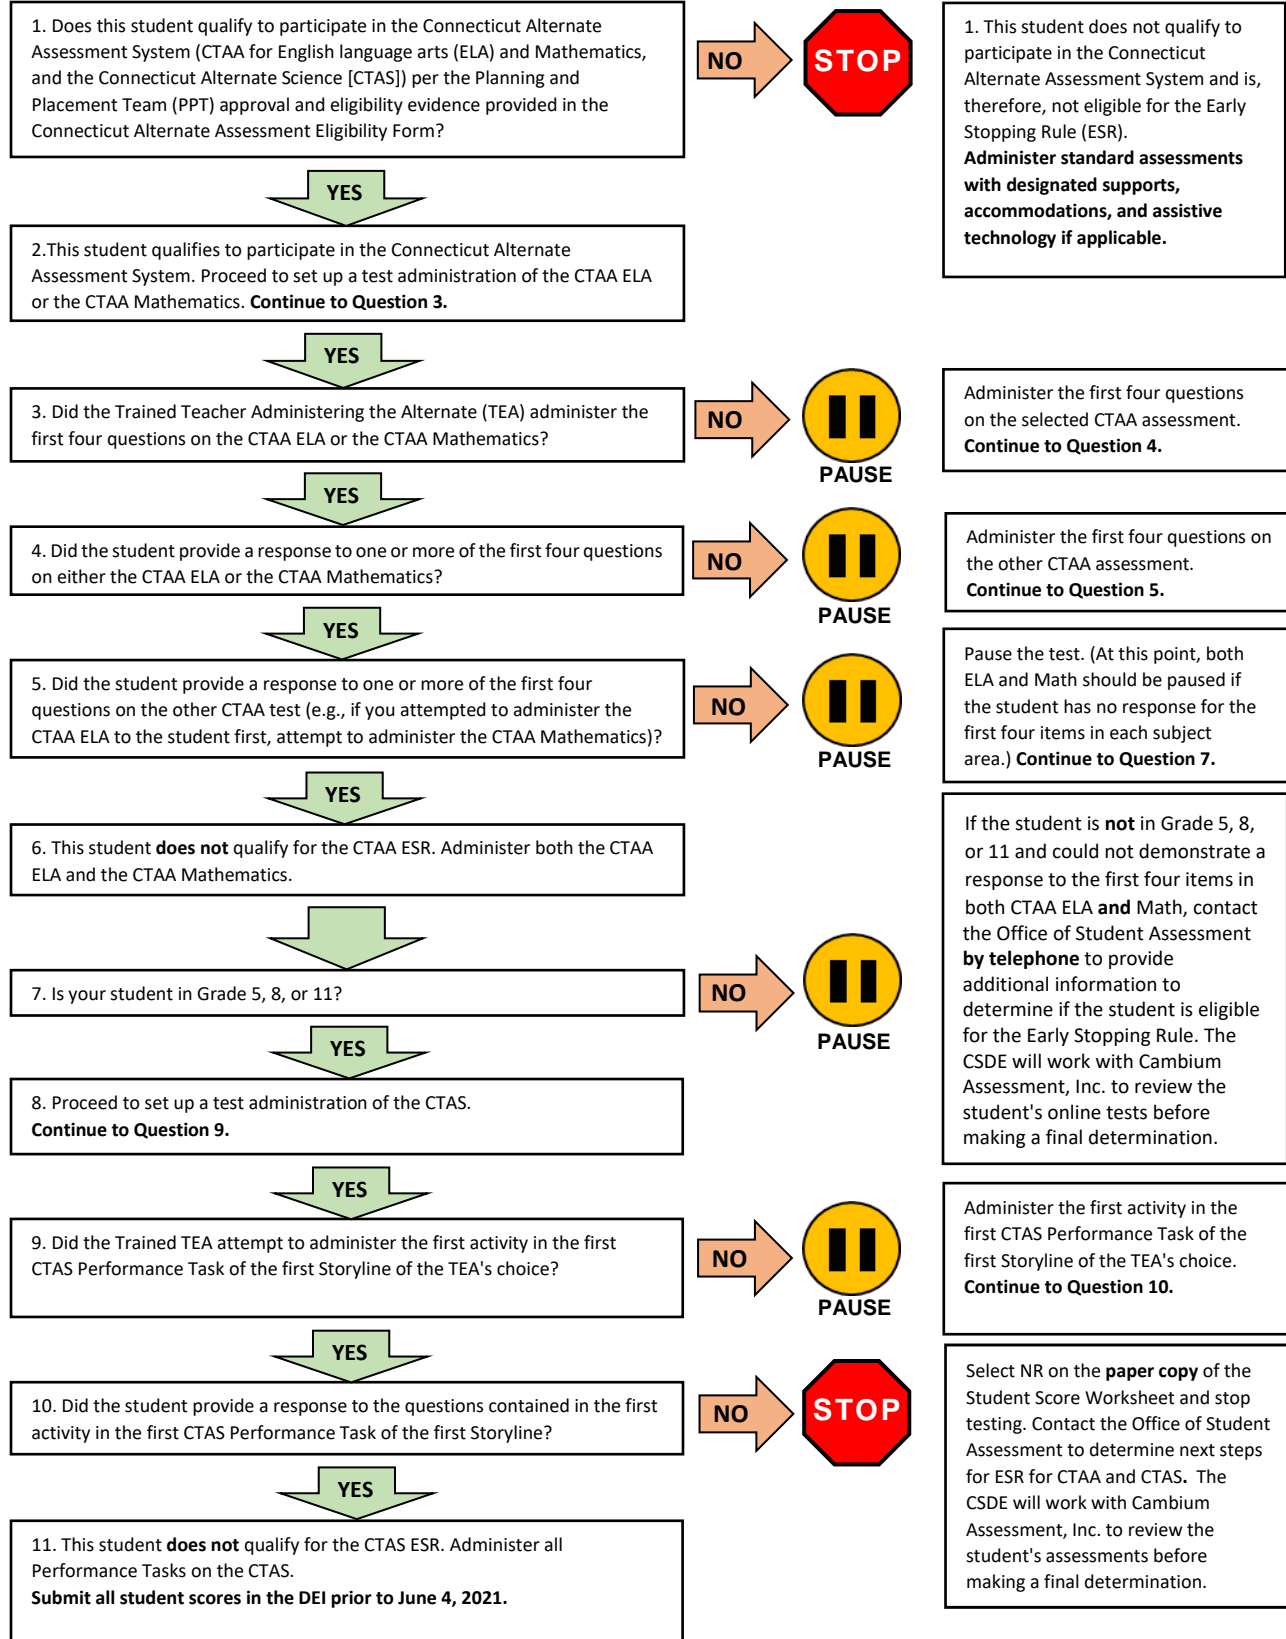 1. Does this student qualify to participate in the Connecticut Alternate
Assessment System (CTAA for English language arts (ELA) and Mathematics,
and the Connecticut Alternate Science [CTAS]) per the Planning and
Placement Team (PPT) approval and eligibility evidence provided in the
Connecticut Alternate Assessment Eligibility Form?
NO
STOP
1. This student does not qualify to
participate in the Connecticut
Alternate Assessment System and is,
therefore, not eligible for the Early
Stopping Rule (ESR).
Administer standard assessments
with designated supports,
accommodations, and assistive
technology if applicable.
YES
2.This student qualifies to participate in the Connecticut Alternate
Assessment System. Proceed to set up a test administration of the CTAA ELA
or the CTAA Mathematics. Continue to Question 3.
YES
3. Did the Trained Teacher Administering the Alternate (TEA) administer the
first four questions on the CTAA ELA or the CTAA Mathematics?
NO
PAUSE
Administer the first four questions
on the selected CTAA assessment.
Continue to Question 4.
YES
4. Did the student provide a response to one or more of the first four questions
on either the CTAA ELA or the CTAA Mathematics?
NO
PAUSE
Administer the first four questions on
the other CTAA assessment.
Continue to Question 5.
YES
5. Did the student provide a response to one or more of the first four
questions on the other CTAA test (e.g., if you attempted to administer the
CTAA ELA to the student first, attempt to administer the CTAA Mathematics)?
NO
PAUSE
Pause the test. (At this point, both
ELA and Math should be paused if
the student has no response for the
first four items in each subject
area.) Continue to Question 7.
YES
6. This student does not qualify for the CTAA ESR. Administer both the CTAA
ELA and the CTAA Mathematics.
7. Is your student in Grade 5, 8, or 11?
NO
PAUSE
If the student is not in Grade 5, 8,
or 11 and could not demonstrate a
response to the first four items in
both CTAA ELA and Math, contact
the Office of Student Assessment
by telephone to provide
additional information to
determine if the student is eligible
for the Early Stopping Rule. The
CSDE will work with Cambium
Assessment, Inc. to review the
student's online tests before
making a final determination.
YES
8. Proceed to set up a test administration of the CTAS.
Continue to Question 9.
YES
9. Did the Trained TEA attempt to administer the first activity in the first
CTAS Performance Task of the first Storyline of the TEA's choice?
NO
PAUSE
Administer the first activity in the
first CTAS Performance Task of the
first Storyline of the TEA's choice.
Continue to Question 10.
YES
10. Did the student provide a response to the questions contained in the first
activity in the first CTAS Performance Task of the first Storyline?
NO
STOP
Select NR on the paper copy of the
Student Score Worksheet and stop
testing. Contact the Office of Student
Assessment to determine next steps
for ESR for CTAA and CTAS. The
CSDE will work with Cambium
Assessment, Inc. to review the
student's assessments before
making a final determination.
YES
11. This student does not qualify for the CTAS ESR. Administer all
Performance Tasks on the CTAS.
Submit all student scores in the DEI prior to June 4, 2021.